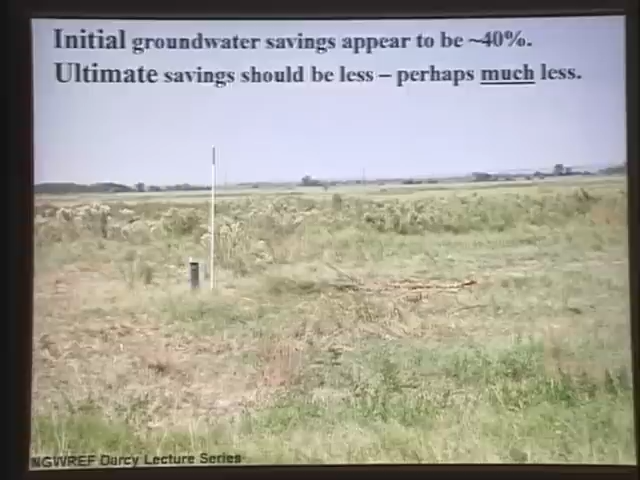 Initial groundwater savings appear to be ~40%.
Ultimate savings should be less – perhaps much less.
NGWREF Darcy Lecture Series